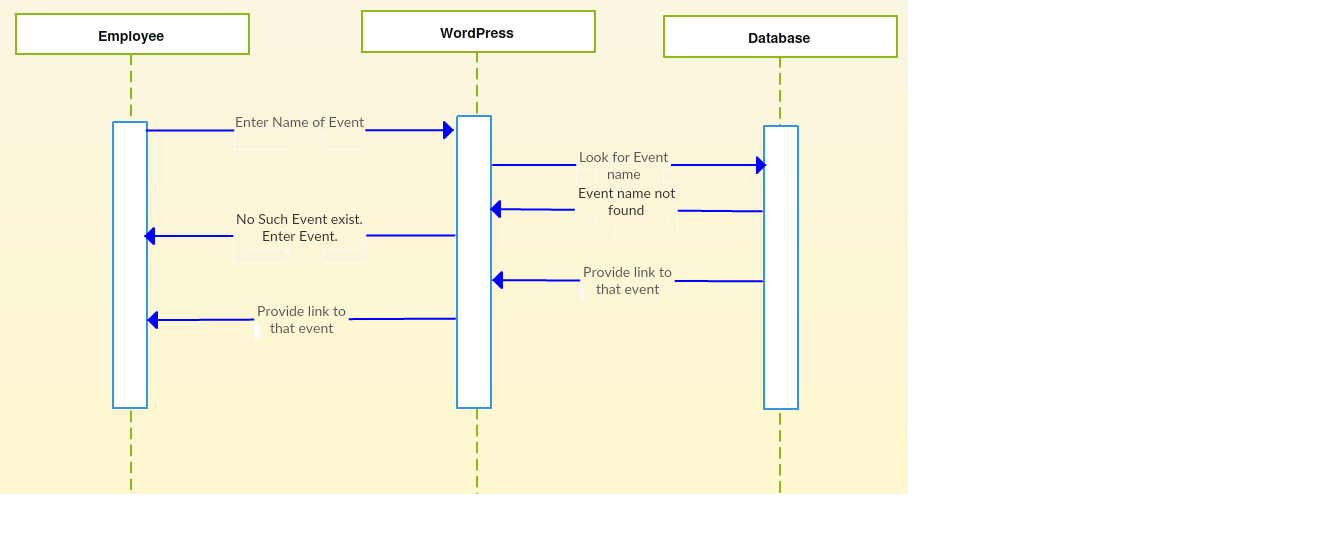 Employee
WordPress
Database
Enter Name of Event
Look for Event
name
Event name not
found
No Such Event exist.
Enter Event.
Provide link to
that event
Provide link to
that event